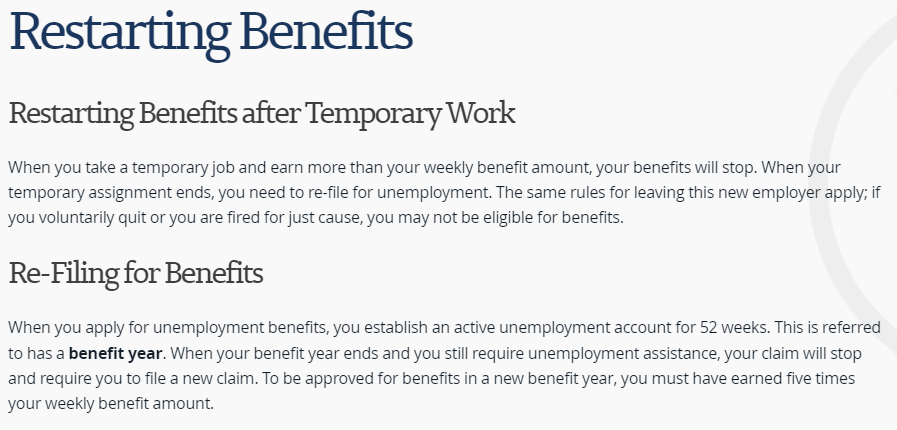 Restarting Benefits
Restarting Benefits after Temporary Work
When you take a temporary job and earn more than your weekly benefit amount, your benefits will stop. When your
temporary assignment ends, you need to re-file for unemployment. The same rules for leaving this new employer apply; if
you voluntarily quit or you are fired for just cause, you may not be eligible for benefits.
Re-Filing for Benefits
When you apply for unemployment benefits, you establish an active unemployment account for 52 weeks. This is referred
to has a benefit year. When your benefit year ends and you still require unemployment assistance, your claim will stop
and require you to file a new claim. To be approved for benefits in a new benefit year, you must have earned five times
your weekly benefit amount.